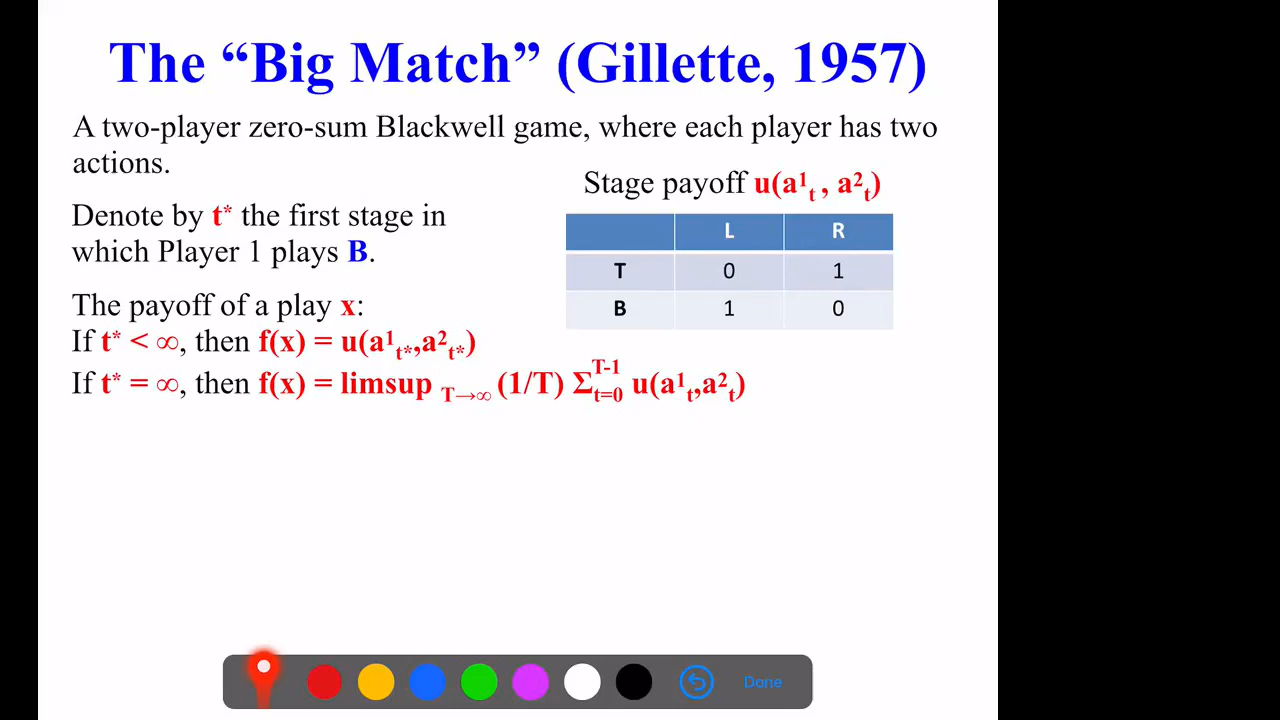 The “Big Match” (Gillette, 1957)
A two-player zero-sum Blackwell game, where each player has two
actions.
Stage payoff u(a¹ₜ , a²ₜ)
Denote by t* the first stage in
which Player 1 plays B.
L R
T 0 1
B 1 0
The payoff of a play x:
If t* < ∞, then f(x) = u(a¹ₜ*,a²ₜ*)
If t* = ∞, then f(x) = limsup T→∞ (1/T) Σ T-1 t=0 u(a¹ₜ,a²ₜ)
Done